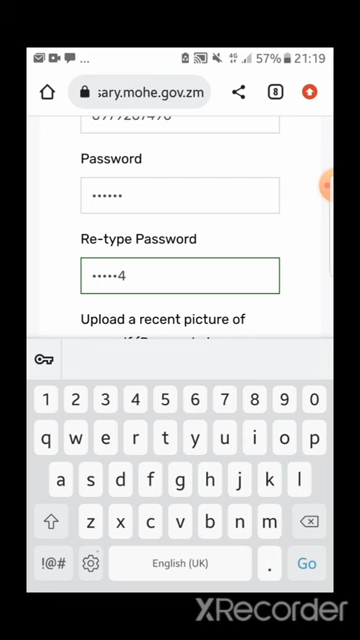 ... 4G 57% 21:19
sary.mohe.gov.zm 8
Password
••••••
Re-type Password
•••••4
Upload a recent picture of
1 2 3 4 5 6 7 8 9 0
q w e r t y u i o p
a s d f g h j k l
z x c v b n m
!@# English (UK) . Go
XRecorder